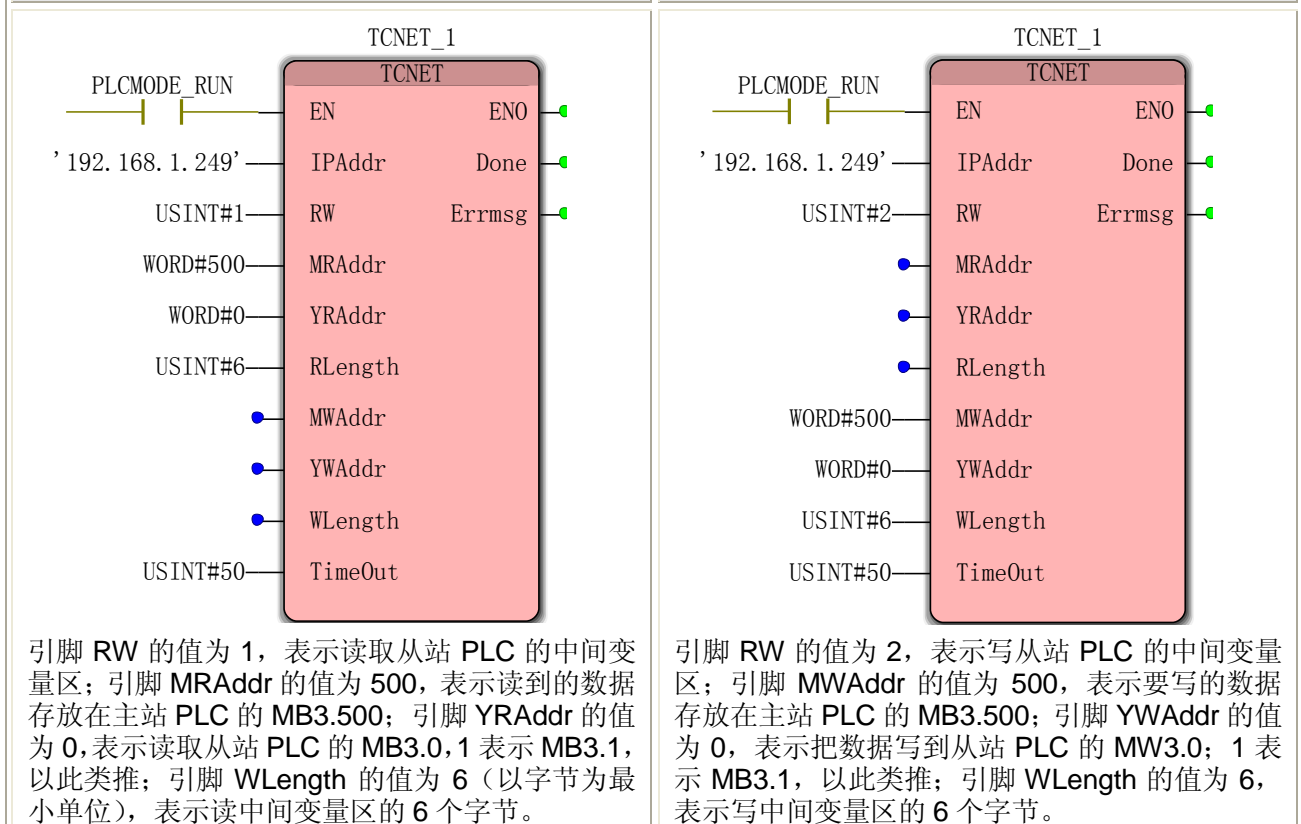 TCNET_1
TCNET
PLCMODE_RUN
EN ENO
'192.168.1.249' IPAddr Done
USINT#1 RW Errmsg
WORD#500 MRAddr
WORD#0 YRAddr
USINT#6 RLength
MWAddr
YWAddr
WLength
USINT#50 TimeOut
引脚 RW 的值为 1，表示读取从站 PLC 的中间变
量区；引脚 MRAddr 的值为 500，表示读到的数据
存放在主站 PLC 的 MB3.500；引脚 YRAddr 的值
为 0，表示读取从站 PLC 的 MB3.0，1 表示 MB3.1，
以此类推；引脚 WLength 的值为 6（以字节为最
小单位），表示读中间变量区的 6 个字节。
TCNET_1
TCNET
PLCMODE_RUN
EN ENO
'192.168.1.249' IPAddr Done
USINT#2 RW Errmsg
MRAddr
YRAddr
RLength
WORD#500 MWAddr
WORD#0 YWAddr
USINT#6 WLength
USINT#50 TimeOut
引脚 RW 的值为 2，表示写从站 PLC 的中间变量
区；引脚 MWAddr 的值为 500，表示要写的数据
存放在主站 PLC 的 MB3.500；引脚 YWAddr 的值
为 0，表示把数据写到从站 PLC 的 MW3.0；1 表
示 MB3.1，以此类推；引脚 WLength 的值为 6，
表示写中间变量区的 6 个字节。